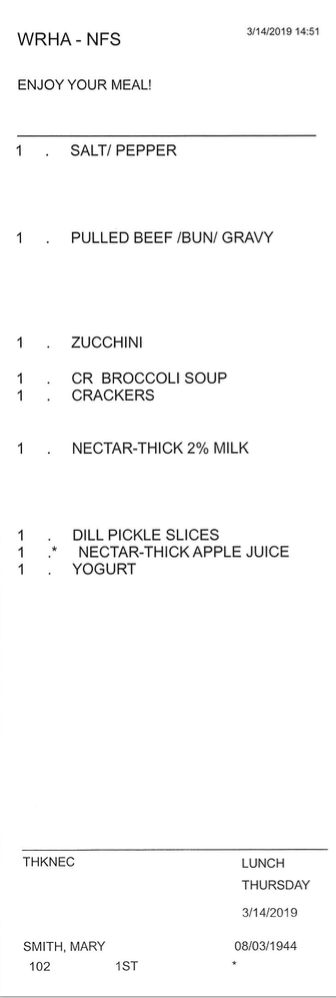 WRHA - NFS 3/14/2019 14:51
ENJOY YOUR MEAL!
1 . SALT/ PEPPER
1 . PULLED BEEF /BUN/ GRAVY
1 . ZUCCHINI
1 . CR BROCCOLI SOUP
1 . CRACKERS
1 . NECTAR-THICK 2% MILK
1 . DILL PICKLE SLICES
1 .* NECTAR-THICK APPLE JUICE
1 . YOGURT
THKNEC LUNCH
THURSDAY
3/14/2019
SMITH, MARY 08/03/1944
102 1ST *